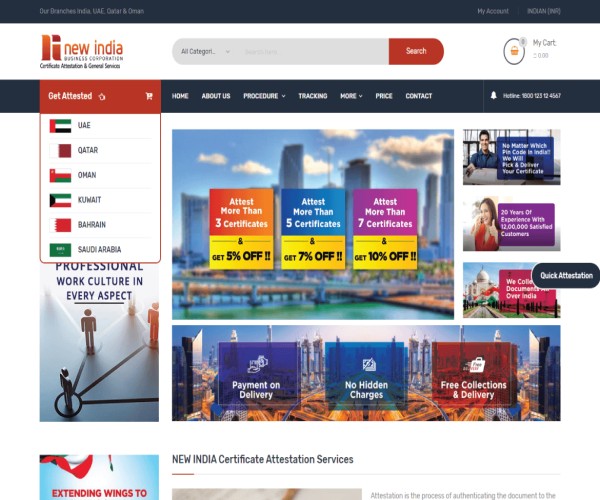 Our Branches India, UAE, Qatar & Oman
My Account
INDIAN (INR)
new india
BUSINESS CORPORATION
Certificate Attestation & General Services
All Categori..
Search here
Search
0
My Cart.
0.00
Get Attested
HOME
ABOUT US
PROCEDURE
TRACKING
MORE
PRICE
CONTACT
Hotline: 1800 123 12 4567
UAE
QATAR
OMAN
KUWAIT
BAHRAIN
SAUDI ARABIA
PROFESSIONAL
WORK CULTURE IN
EVERY ASPECT
Attest
More Than
3 Certificates
&
GET 5% OFF !!
Attest
More Than
5 Certificates
&
GET 7% OFF !!
Attest
More Than
7 Certificates
&
GET 10% OFF !!
No Matter Which
Pin Code in India!!
We Will
Pick & Deliver
Your Certificate
20 Years Of
Experience With
12,00,000 Satisfied
Customers
We Colle
Documents
Over India
Quick Attestation
Payment on
Delivery
No Hidden
Charges
Free
Free Collections
& Delivery
EXTENDING WINGS TO
NEW INDIA Certificate Attestation Services
Attestation is the process of authenticating the document to the